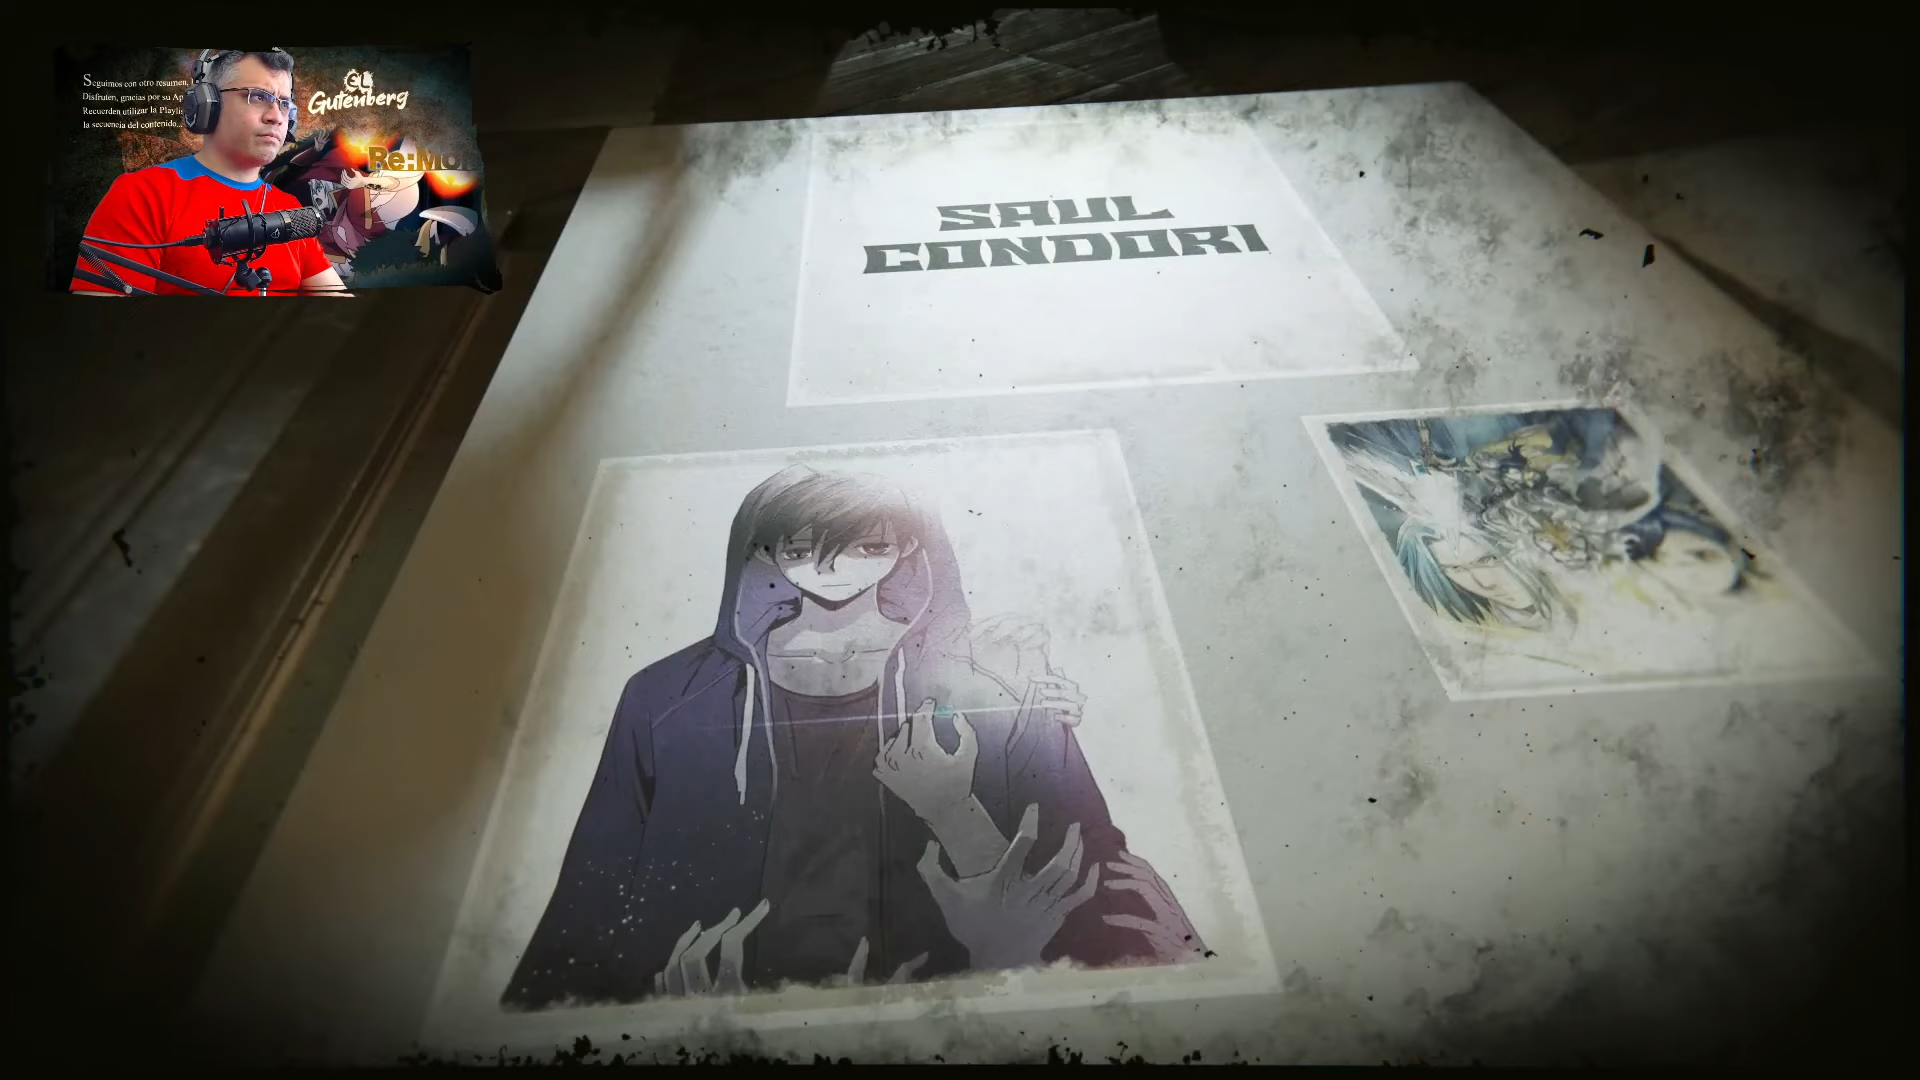 Seguimos con otro resumen,
Disfruten, gracias por su Ap
Recuerden utilizar la Playli
la secuencia del contenido...
EL
Gutenberg
Re:Mo
SAUL
CONDORI